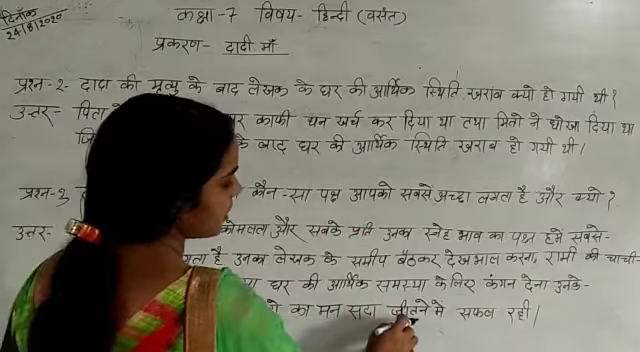 दिनाँक
24/8/2020
कक्षा-7 विषय- हिन्दी (वसंत)
प्रकरण- दादी माँ
प्रश्न-2- दादा की मृत्यु के बाद लेखक के घर की आर्थिक स्थिति खराब क्यो हो गयी थी?
उत्तर- पिता पर काफी धन खर्च कर दिया था तथा मित्रो ने धोखा दिया था
के बाद घर की आर्थिक स्थिति खराब हो गयी थी।
प्रश्न-3 कौन-सा पक्ष आपको सबसे अच्छा लगता है और क्यो?
उत्तर- कोमलता और सबके प्रति उनका स्नेह भाव का पक्ष हमे सबसे-
है उनका लेखक के समीप बैठकर देखभाल करना, रामी की चाची-
घर की आर्थिक समस्या के लिए कंगन देना उनके-
का मन सदा जीतने मे सफल रही।